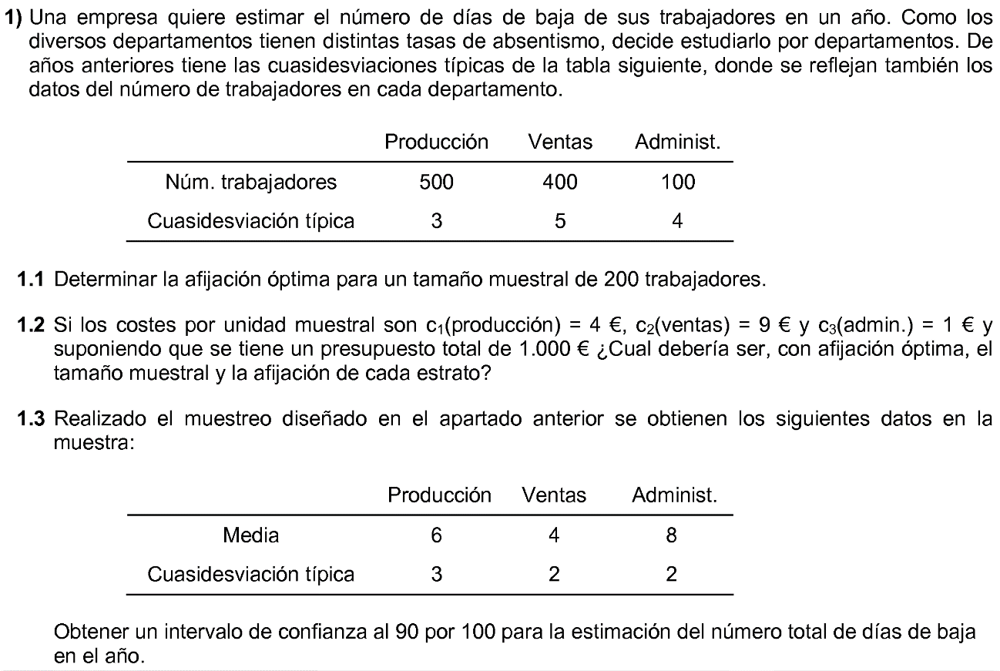 1) Una empresa quiere estimar el número de días de baja de sus trabajadores en un año. Como los
diversos departamentos tienen distintas tasas de absentismo, decide estudiarlo por departamentos. De
años anteriores tiene las cuasidesviaciones típicas de la tabla siguiente, donde se reflejan también los
datos del número de trabajadores en cada departamento.
Producción Ventas Administ.
Núm. trabajadores 500 400 100
Cuasidesviación típica 3 5 4
1.1 Determinar la afijación óptima para un tamaño muestral de 200 trabajadores.
1.2 Si los costes por unidad muestral son c₁(producción) = 4 €, c₂(ventas) = 9 € y c₃(admin.) = 1 € y
suponiendo que se tiene un presupuesto total de 1.000 € ¿Cual debería ser, con afijación óptima, el
tamaño muestral y la afijación de cada estrato?
1.3 Realizado el muestreo diseñado en el apartado anterior se obtienen los siguientes datos en la
muestra:
Producción Ventas Administ.
Media 6 4 8
Cuasidesviación típica 3 2 2
Obtener un intervalo de confianza al 90 por 100 para la estimación del número total de días de baja
en el año.